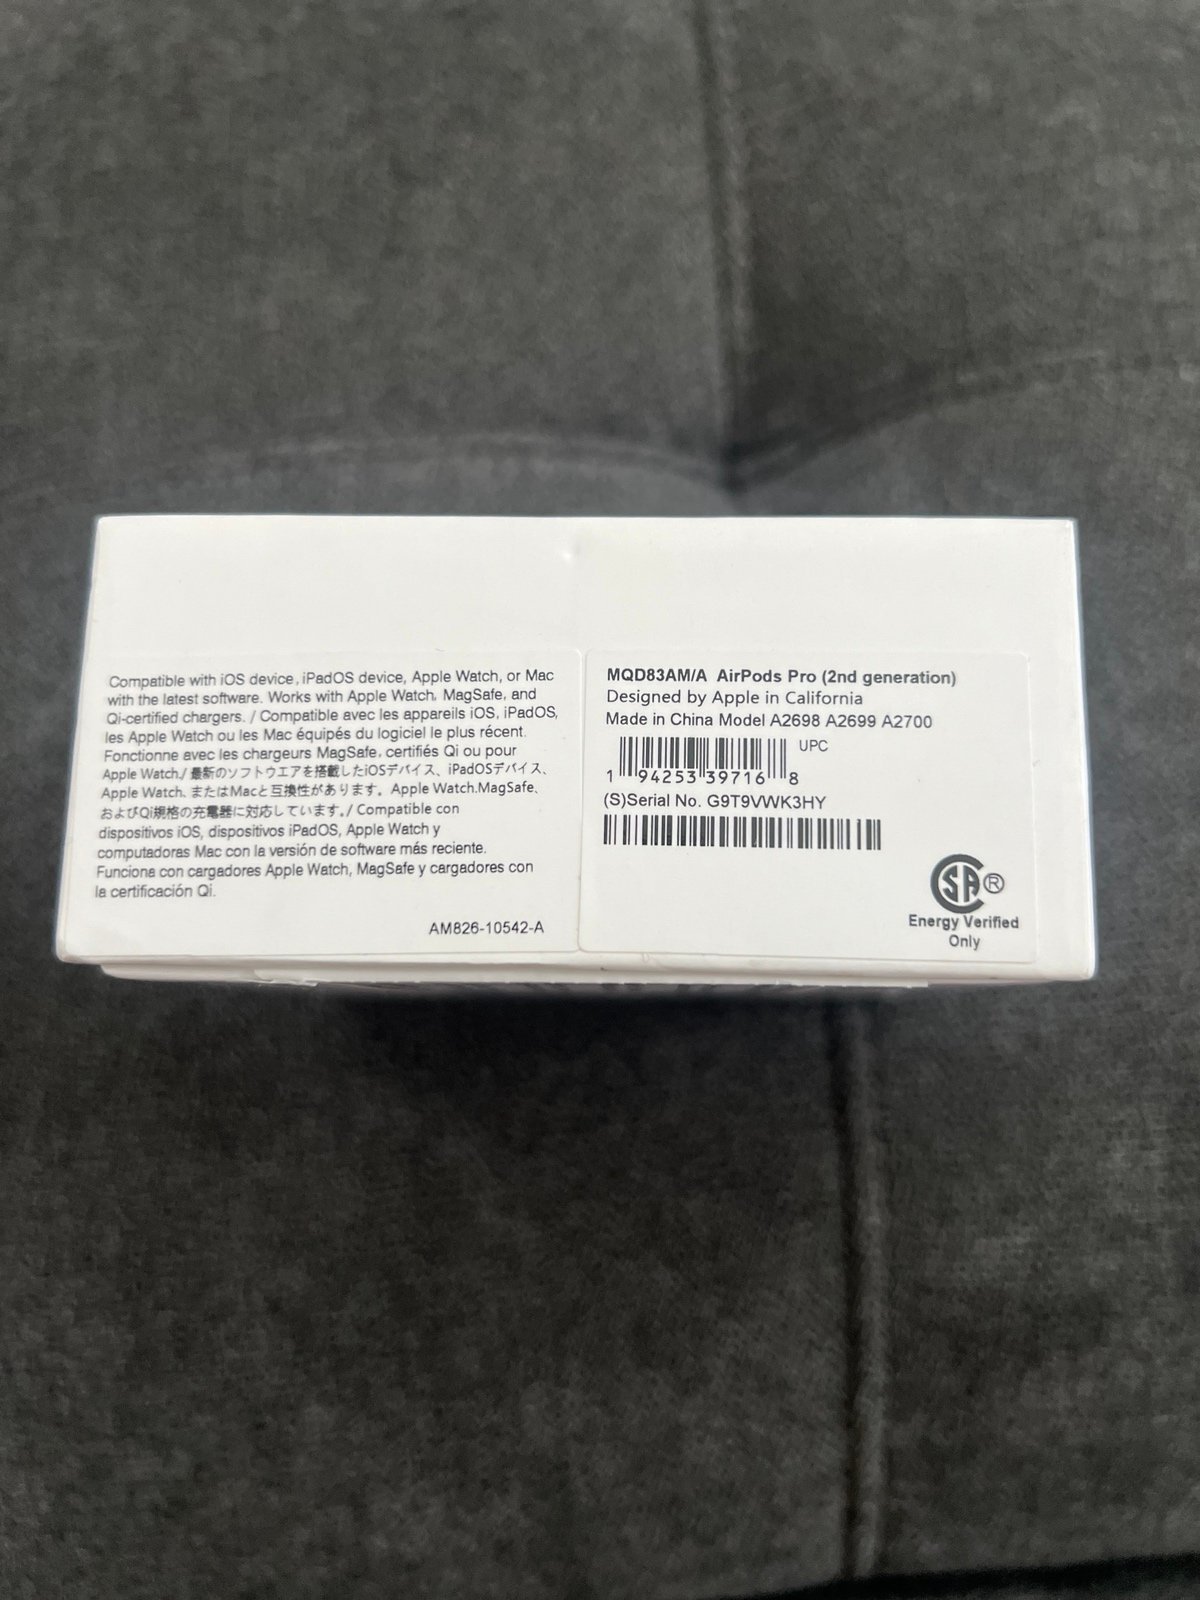 Compatible with iOS device, iPadOS device, Apple Watch, or Mac
with the latest software. Works with Apple Watch, MagSafe, and
Qi-certified chargers. / Compatible avec les appareils iOS, iPadOS,
les Apple Watch ou les Mac équipés du logiciel le plus récent.
Fonctionne avec les chargeurs MagSafe, certifiés Qi ou pour
Apple Watch./ 最新のソフトウエアを搭載したiOSデバイス、iPadOSデバイス、
Apple Watch、またはMacと互換性があります。Apple Watch.MagSafe、
およびQi規格の充電器に対応しています。/ Compatible con
dispositivos iOS, dispositivos iPadOS, Apple Watch y
computadoras Mac con la versión de software más reciente.
Funciona con cargadores Apple Watch, MagSafe y cargadores con
la certificación Qi.
AM826-10542-A
MQD83AM/A AirPods Pro (2nd generation)
Designed by Apple in California
Made in China Model A2698 A2699 A2700
UPC
1 94253 39716 8
(S)Serial No. G9T9VWK3HY
SA®
Energy Verified
Only